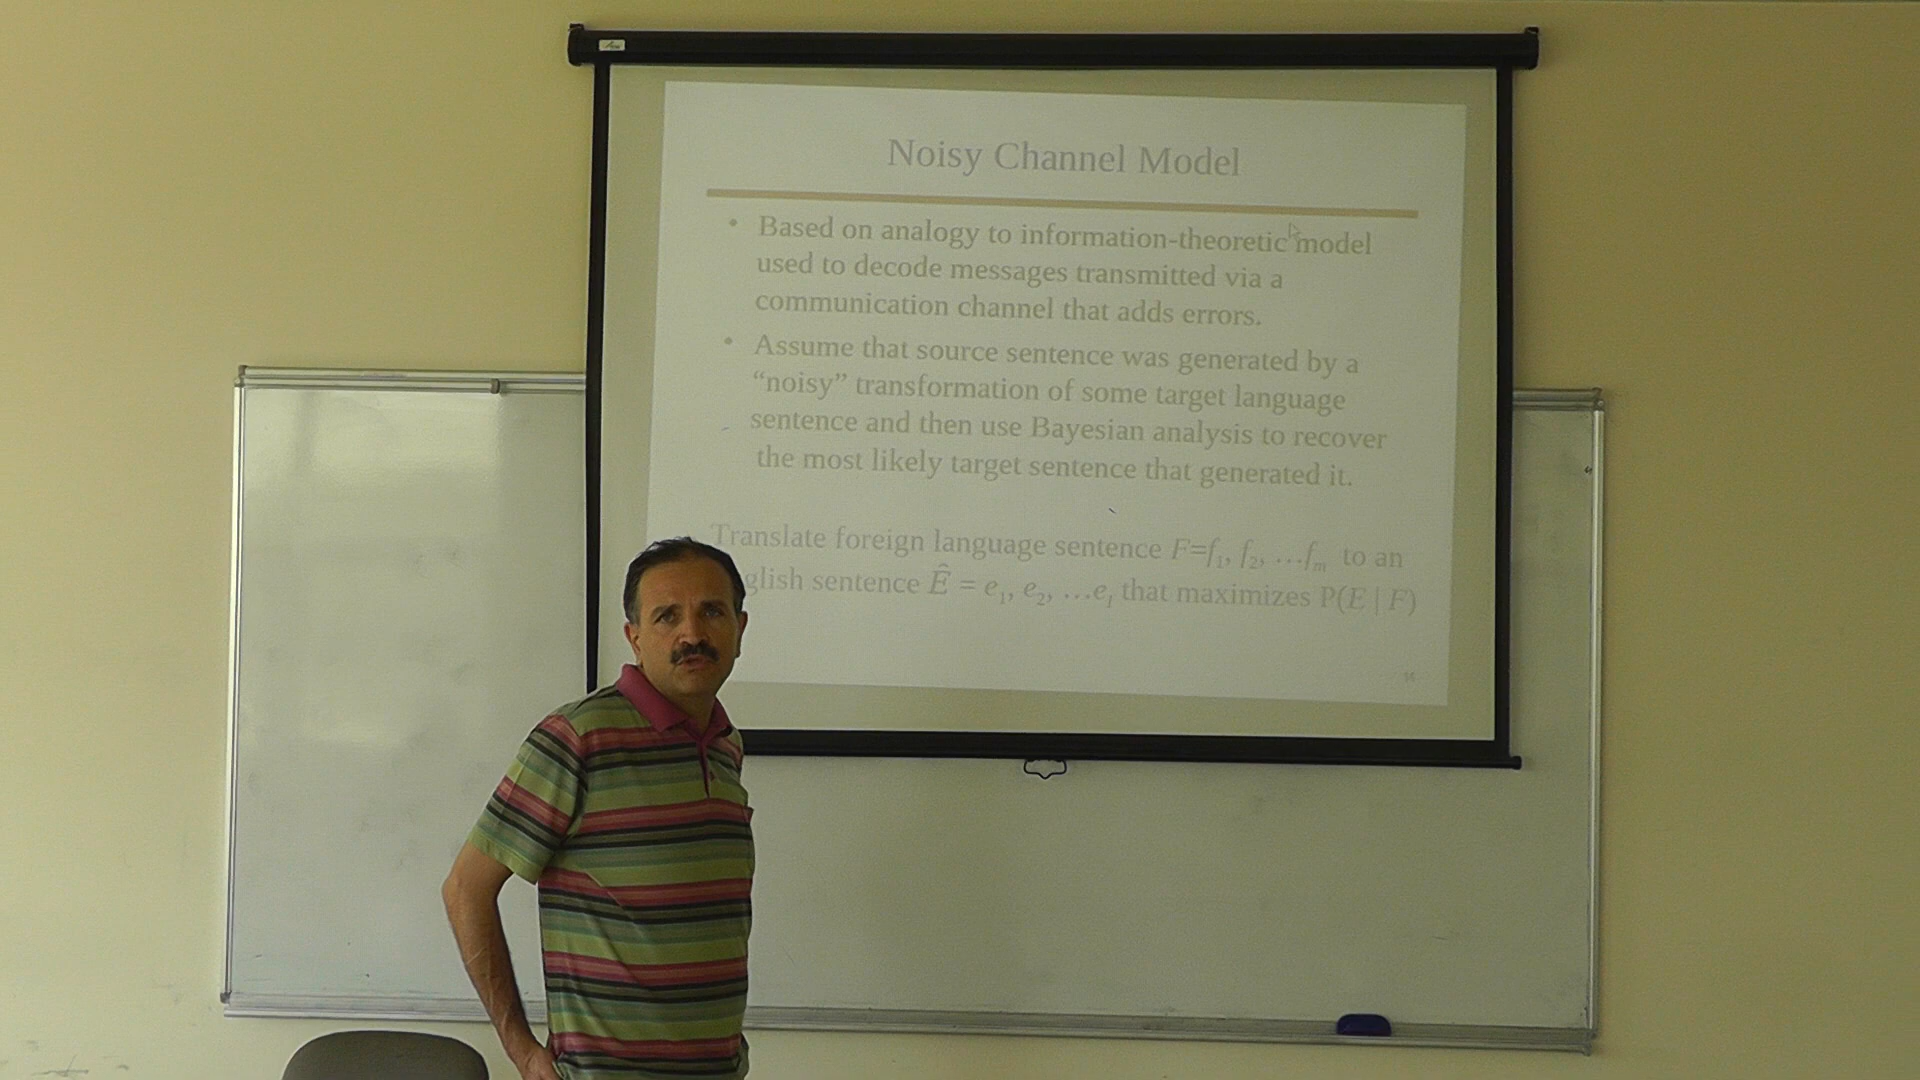 Noisy Channel Model
• Based on analogy to information-theoretic model
used to decode messages transmitted via a
communication channel that adds errors.
• Assume that source sentence was generated by a
“noisy” transformation of some target language
sentence and then use Bayesian analysis to recover
the most likely target sentence that generated it.
Translate foreign language sentence F=f₁, f₂, …fₘ to an
glish sentence Ê = e₁, e₂, …eₗ that maximizes P(E | F)
14